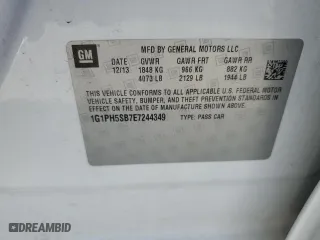 GM
MFD BY GENERAL MOTORS LLC
DATE GVWR GAWR FRT GAWR RR
12/13 1848 KG 966 KG 882 KG
4073 LB 2129 LB 1944 LB
THIS VEHICLE CONFORMS TO ALL APPLICABLE U.S. FEDERAL MOTOR
VEHICLE SAFETY, BUMPER, AND THEFT PREVENTION STANDARDS
IN EFFECT ON THE DATE OF MANUFACTURE SHOWN ABOVE.
1G1PH5SB7E7244349 TYPE: PASS CAR
DREAMBID